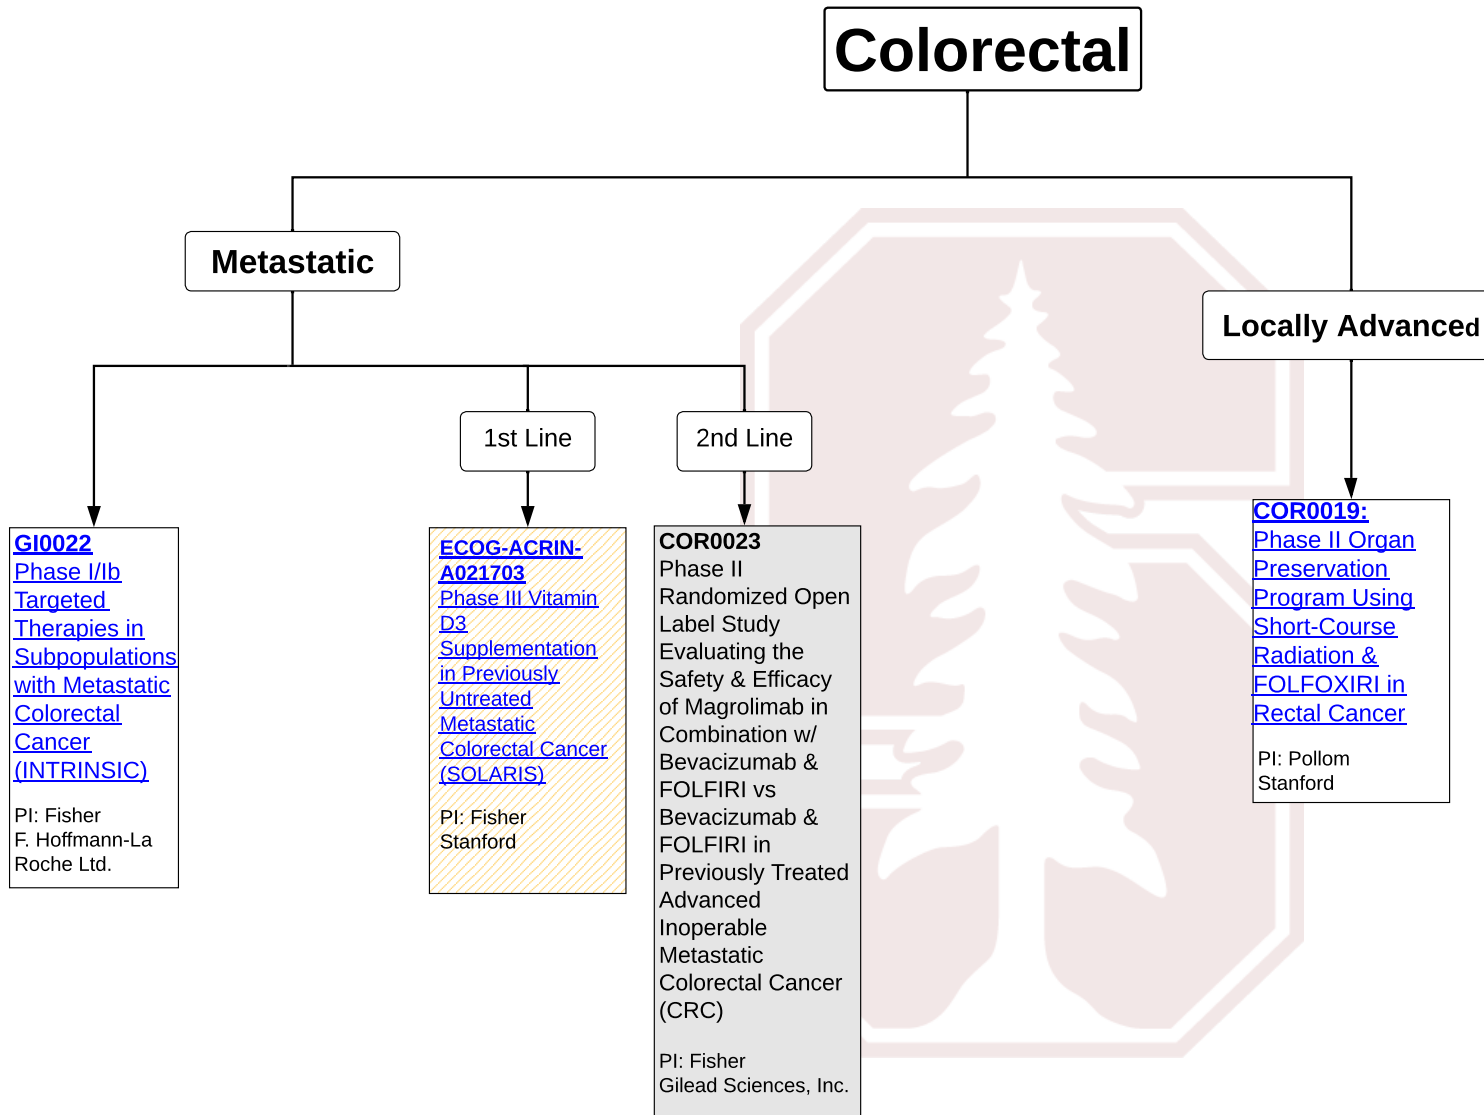 Colorectal
Metastatic
Locally Advanced
1st Line
2nd Line
GI0022
Phase I/Ib
Targeted
Therapies in
Subpopulations
with Metastatic
Colorectal
Cancer
(INTRINSIC)
PI: Fisher
F. Hoffmann-La
Roche Ltd.
ECOG-ACRIN-
A021703
Phase III Vitamin
D3
Supplementation
in Previously
Untreated
Metastatic
Colorectal Cancer
(SOLARIS)
PI: Fisher
Stanford
COR0023
Phase II
Randomized Open
Label Study
Evaluating the
Safety & Efficacy
of Magrolimab in
Combination w/
Bevacizumab &
FOLFIRI vs
Bevacizumab &
FOLFIRI in
Previously Treated
Advanced
Inoperable
Metastatic
Colorectal Cancer
(CRC)
PI: Fisher
Gilead Sciences, Inc.
COR0019:
Phase II Organ
Preservation
Program Using
Short-Course
Radiation &
FOLFOXIRI in
Rectal Cancer
PI: Pollom
Stanford